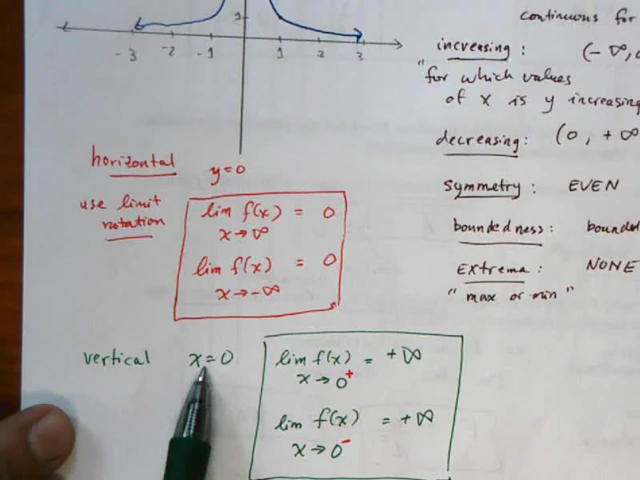 1
-3 -2 -1 1 2 3
continuous for
increasing: (-∞,
"for which values
of x is y increasing
decreasing: (0, +∞
symmetry: EVEN
boundedness: bounded
Extrema: NONE
"max or min"
horizontal y=0
use limit
notation
lim f(x) = 0
x→∞
lim f(x) = 0
x→-∞
vertical x=0
lim f(x) = +∞
x→0⁺
lim f(x) = +∞
x→0⁻